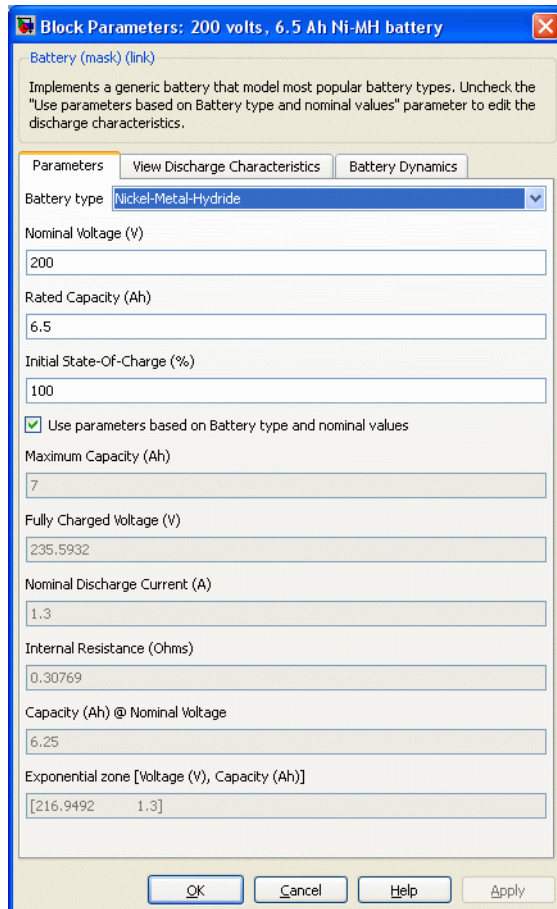 Block Parameters: 200 volts, 6.5 Ah Ni-MH battery
Battery (mask) (link)
Implements a generic battery that model most popular battery types. Uncheck the
"Use parameters based on Battery type and nominal values" parameter to edit the
discharge characteristics.
Parameters View Discharge Characteristics Battery Dynamics
Battery type Nickel-Metal-Hydride
Nominal Voltage (V)
200
Rated Capacity (Ah)
6.5
Initial State-Of-Charge (%)
100
Use parameters based on Battery type and nominal values
Maximum Capacity (Ah)
7
Fully Charged Voltage (V)
235.5932
Nominal Discharge Current (A)
1.3
Internal Resistance (Ohms)
0.30769
Capacity (Ah) @ Nominal Voltage
6.25
Exponential zone [Voltage (V), Capacity (Ah)]
[216.9492 1.3]
OK Cancel Help Apply